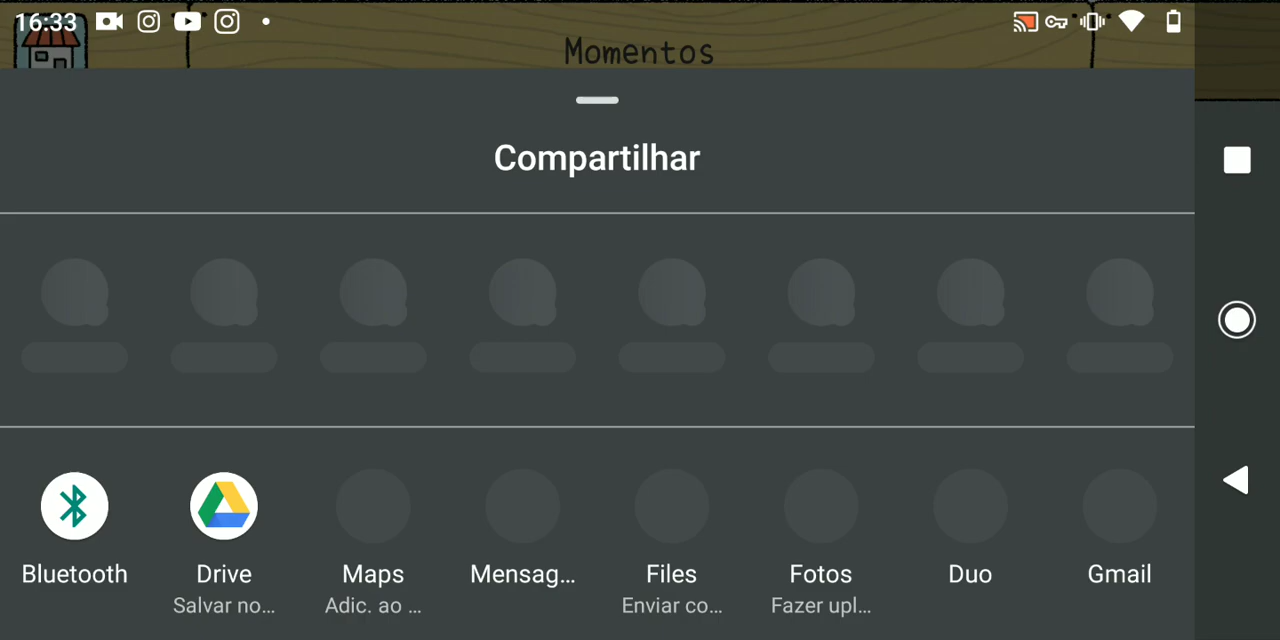 16:33
Momentos
Compartilhar
Bluetooth
Drive
Salvar no...
Maps
Adic. ao ...
Mensag...
Files
Enviar co...
Fotos
Fazer upl...
Duo
Gmail